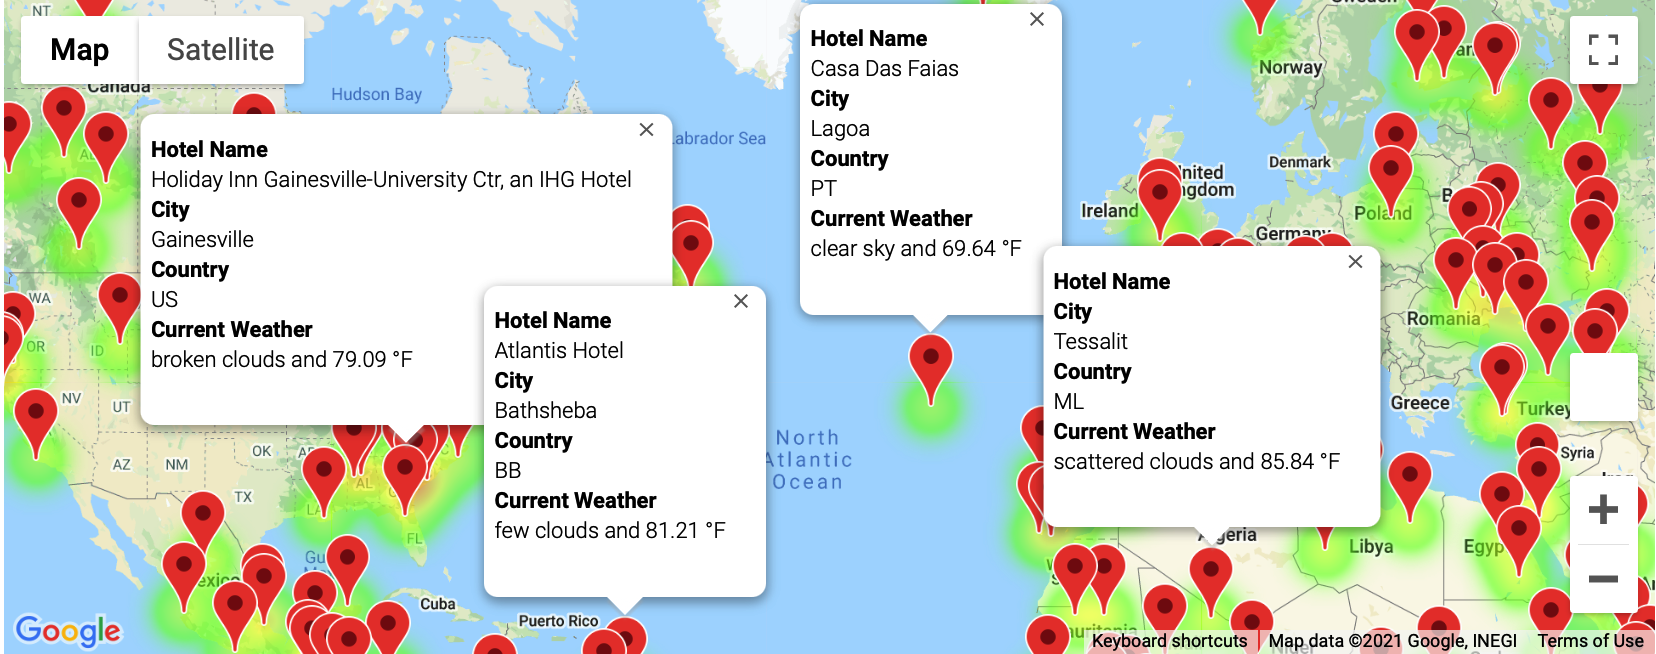 NT
Map
Satellite
Canada
Hudson Bay
Labrador Sea
Norway
Denmark
United
Kingdom
Ireland
Poland
Germany
Romania
Greece
Turkey
Syria
WA
OR
ID
NV
UT
AZ
NM
OK
TX
LA
AL
FL
Hotel Name
Holiday Inn Gainesville-University Ctr, an IHG Hotel
City
Gainesville
Country
US
Current Weather
broken clouds and 79.09 °F
Hotel Name
Atlantis Hotel
City
Bathsheba
Country
BB
Current Weather
few clouds and 81.21 °F
Hotel Name
Casa Das Faias
City
Lagoa
Country
PT
Current Weather
clear sky and 69.64 °F
Hotel Name
City
Tessalit
Country
ML
Current Weather
scattered clouds and 85.84 °F
North
Atlantic
Ocean
Algeria
Libya
Egypt
Mexico
Cuba
Puerto Rico
Google
Keyboard shortcuts
Map data ©2021 Google, INEGI
Terms of Use